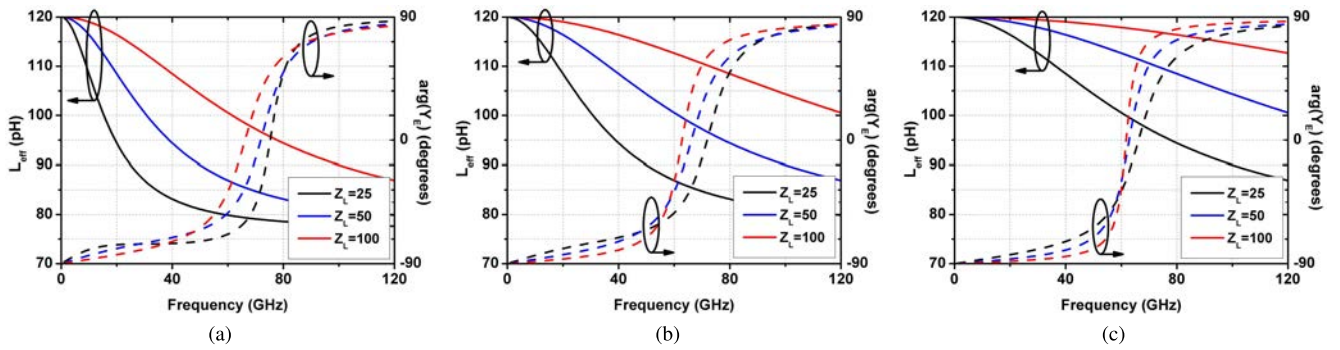 120
110
100
90
80
70
L_eff (pH)
90
0
-90
arg(Y_E) (degrees)
Z_L=25
Z_L=50
Z_L=100
0 40 80 120
Frequency (GHz)
(a)
120
110
100
90
80
70
L_eff (pH)
90
0
-90
arg(Y_E) (degrees)
Z_L=25
Z_L=50
Z_L=100
0 40 80 120
Frequency (GHz)
(b)
120
110
100
90
80
70
L_eff (pH)
90
0
-90
arg(Y_E) (degrees)
Z_L=25
Z_L=50
Z_L=100
0 40 80 120
Frequency (GHz)
(c)